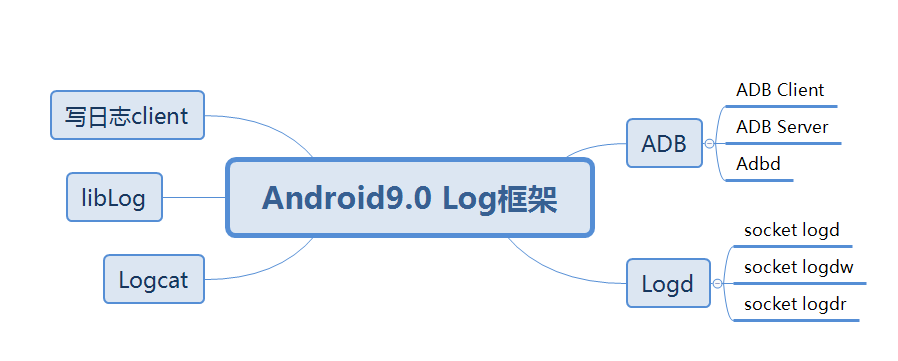 Android9.0 Log框架
写日志client
libLog
Logcat
ADB
ADB Client
ADB Server
Adbd
Logd
socket logd
socket logdw
socket logdr